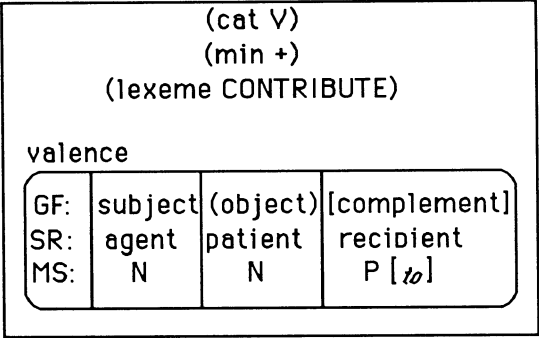 (cat V)
(min +)
(lexeme CONTRIBUTE)
valence
GF: subject (object) [complement]
SR: agent patient recipient
MS: N N P [to]